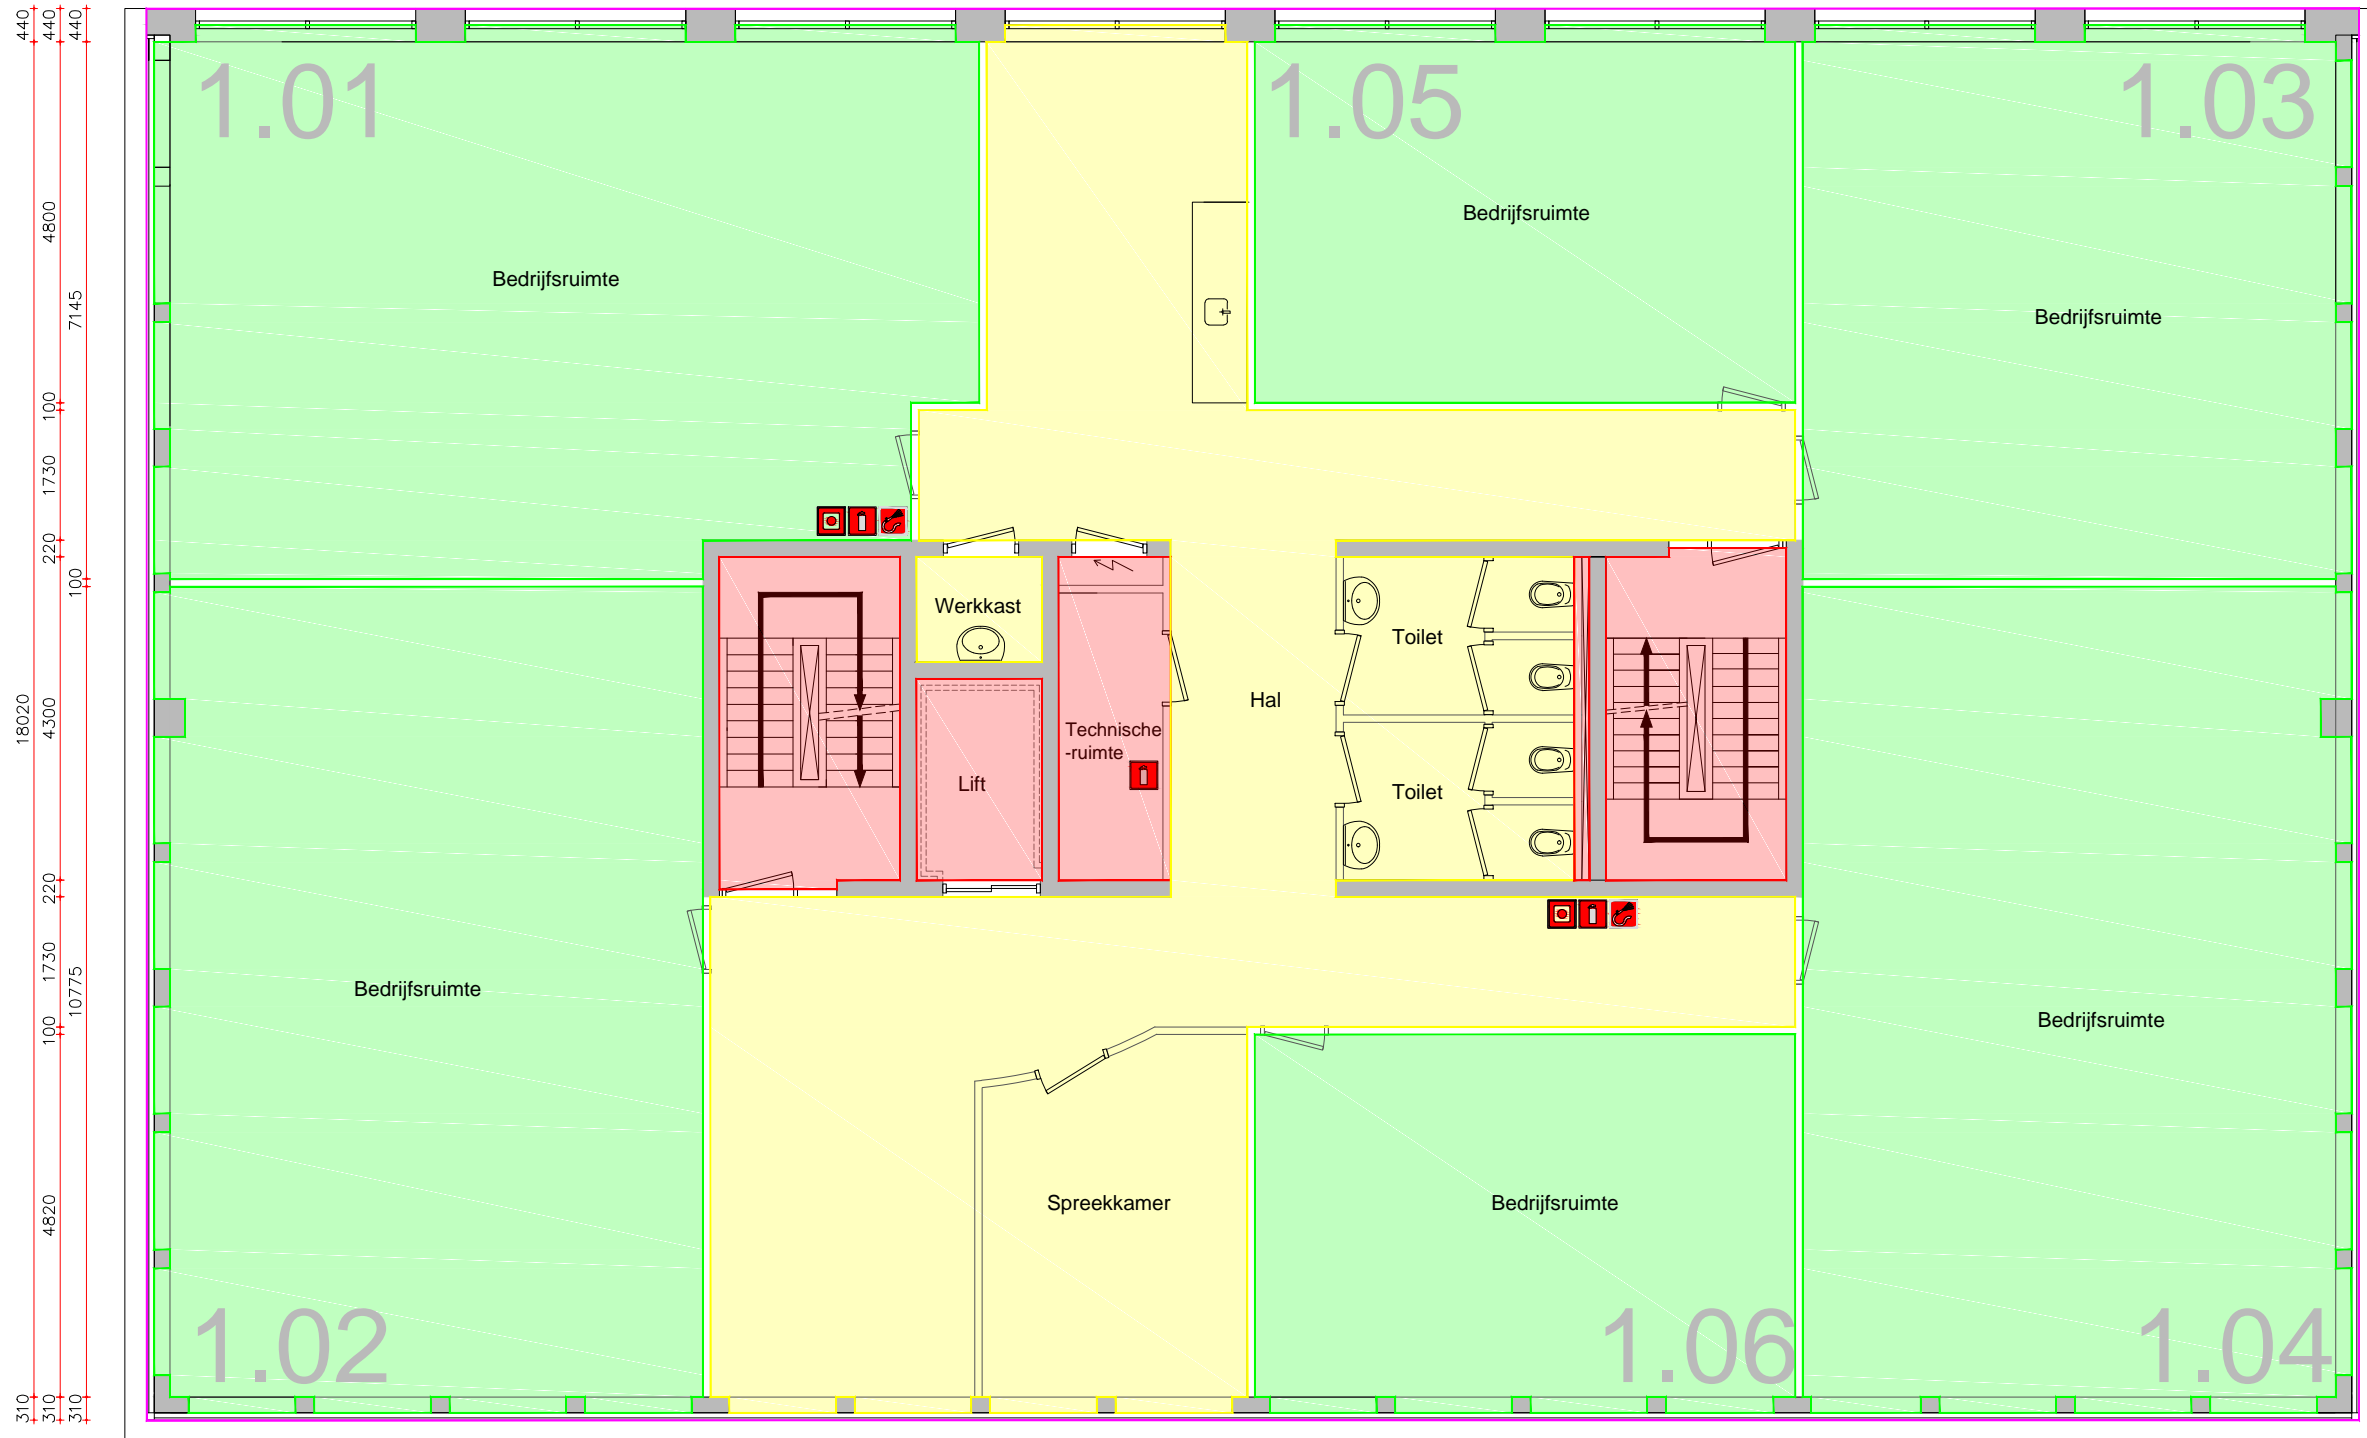 1.01
1.05
1.03
Bedrijfsruimte
Bedrijfsruimte
Bedrijfsruimte
Werkkast
Toilet
Hal
Technische
-ruimte
Lift
Toilet
Bedrijfsruimte
Bedrijfsruimte
Spreekkamer
Bedrijfsruimte
1.02
1.06
1.04
440
18020
310
440
4800
100
1730
220
4300
220
1730
100
4820
310
440
7145
100
10775
310